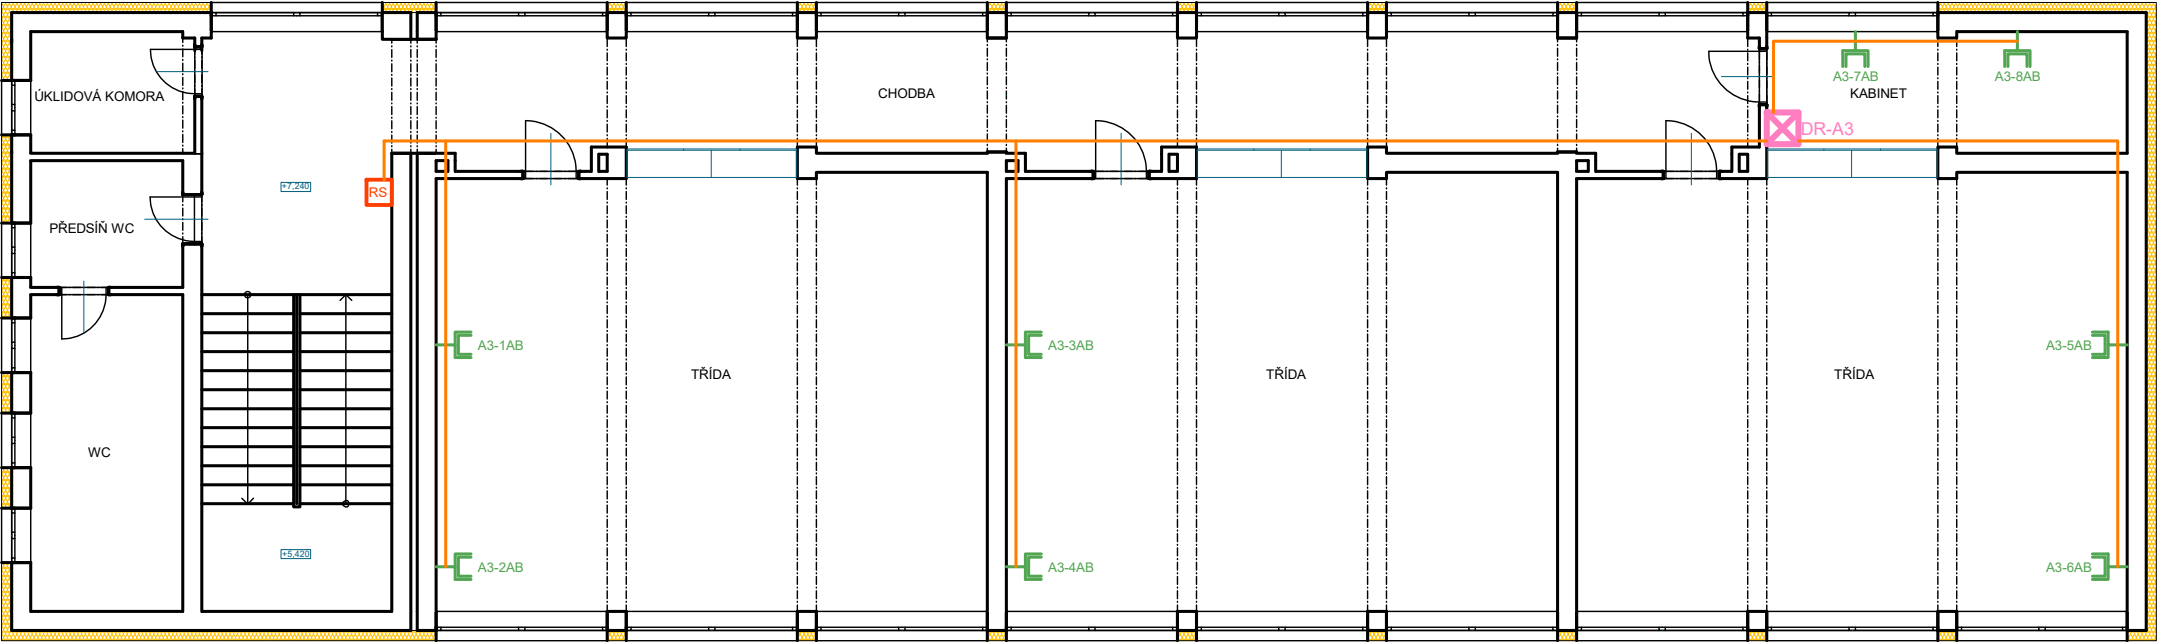 A3-7AB
A3-8AB
ÚKLIDOVÁ KOMORA
CHODBA
KABINET
DR-A3
+7,240
RS
PŘEDSÍŇ WC
A3-1AB
A3-3AB
A3-5AB
TŘÍDA
TŘÍDA
TŘÍDA
WC
+5,420
A3-2AB
A3-4AB
A3-6AB